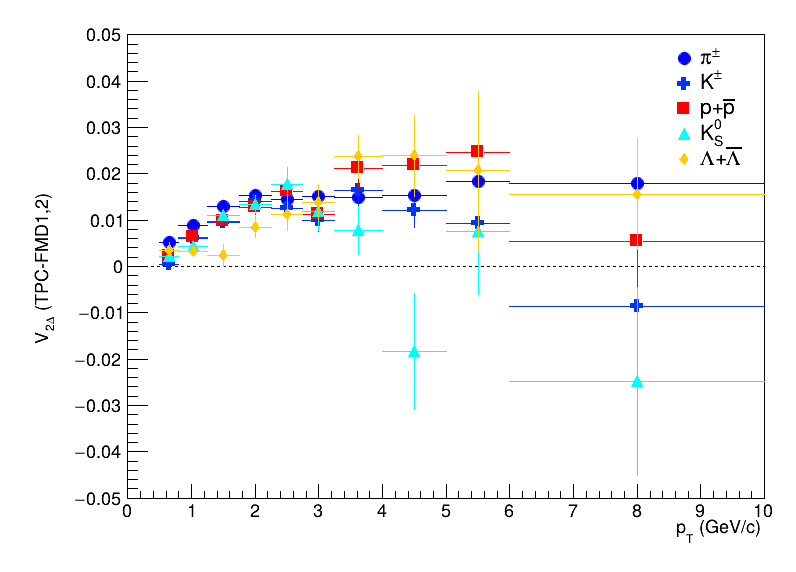 0.05
0.04
0.03
0.02
0.01
0
−0.01
−0.02
−0.03
−0.04
−0.05
V2Δ (TPC-FMD1,2)
π±
K±
p+p̅
K0S
Λ+Λ̅
0 1 2 3 4 5 6 7 8 9 10
pT (GeV/c)